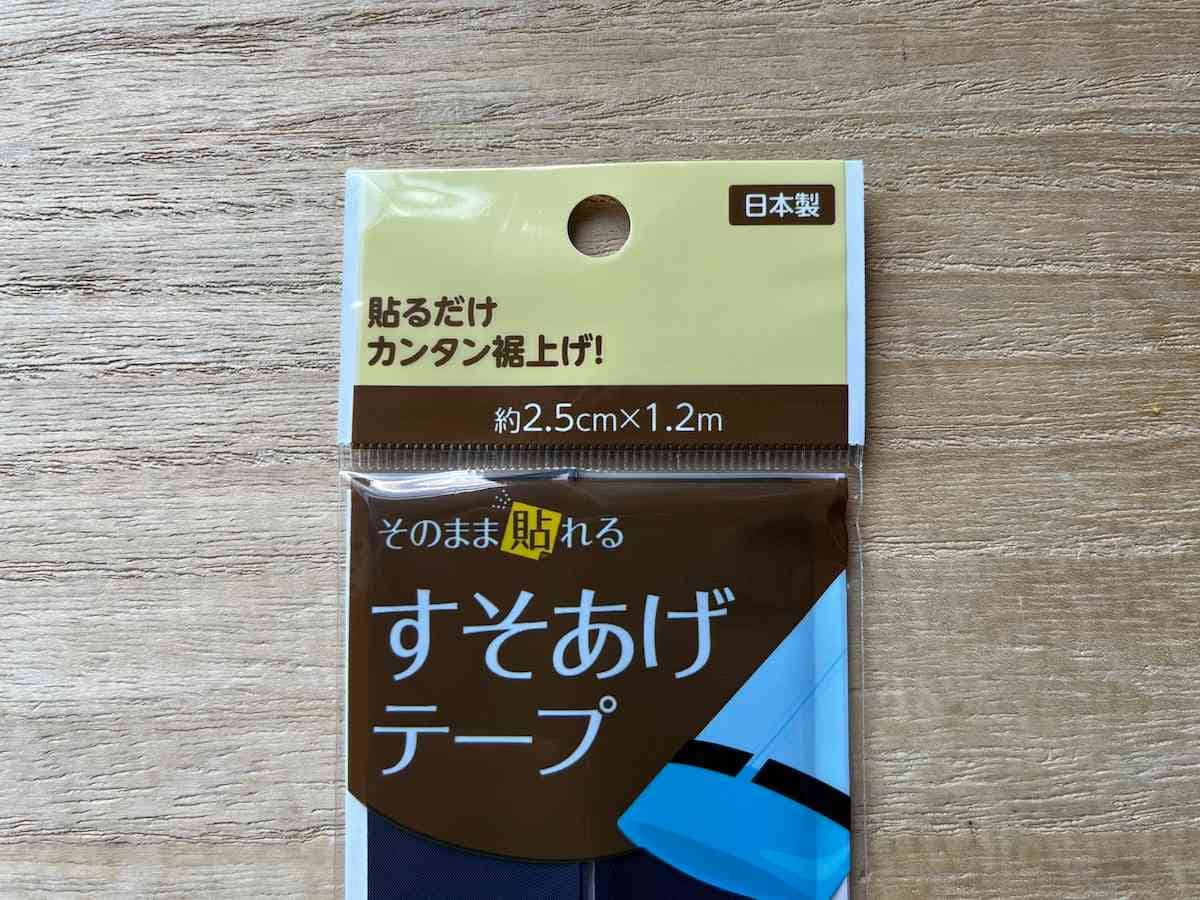 日本製
貼るだけ
カンタン裾上げ!
約2.5cm×1.2m
そのまま貼れる
すそあげ
テープ